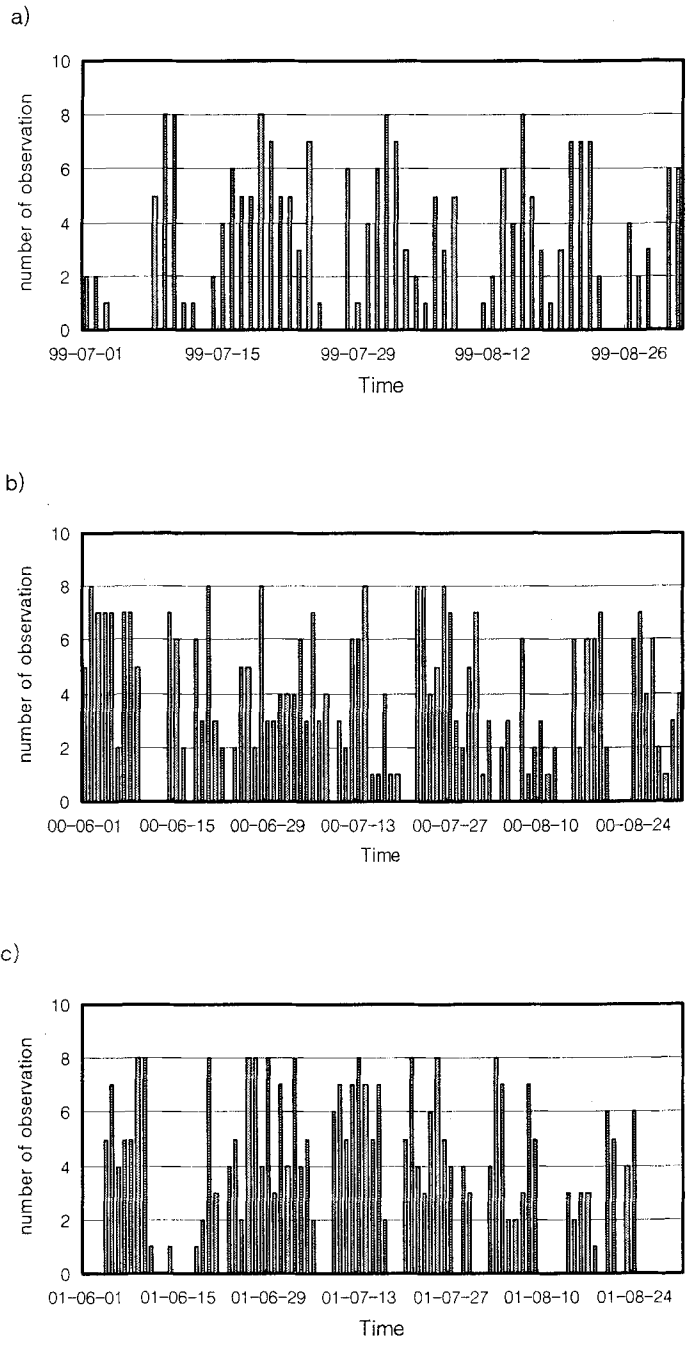 a)
10
8
6
4
2
0
number of observation
99-07-01 99-07-15 99-07-29 99-08-12 99-08-26
Time
b)
10
8
6
4
2
0
number of observation
00-06-01 00-06-15 00-06-29 00-07-13 00-07-27 00-08-10 00-08-24
Time
c)
10
8
6
4
2
0
number of observation
01-06-01 01-06-15 01-06-29 01-07-13 01-07-27 01-08-10 01-08-24
Time